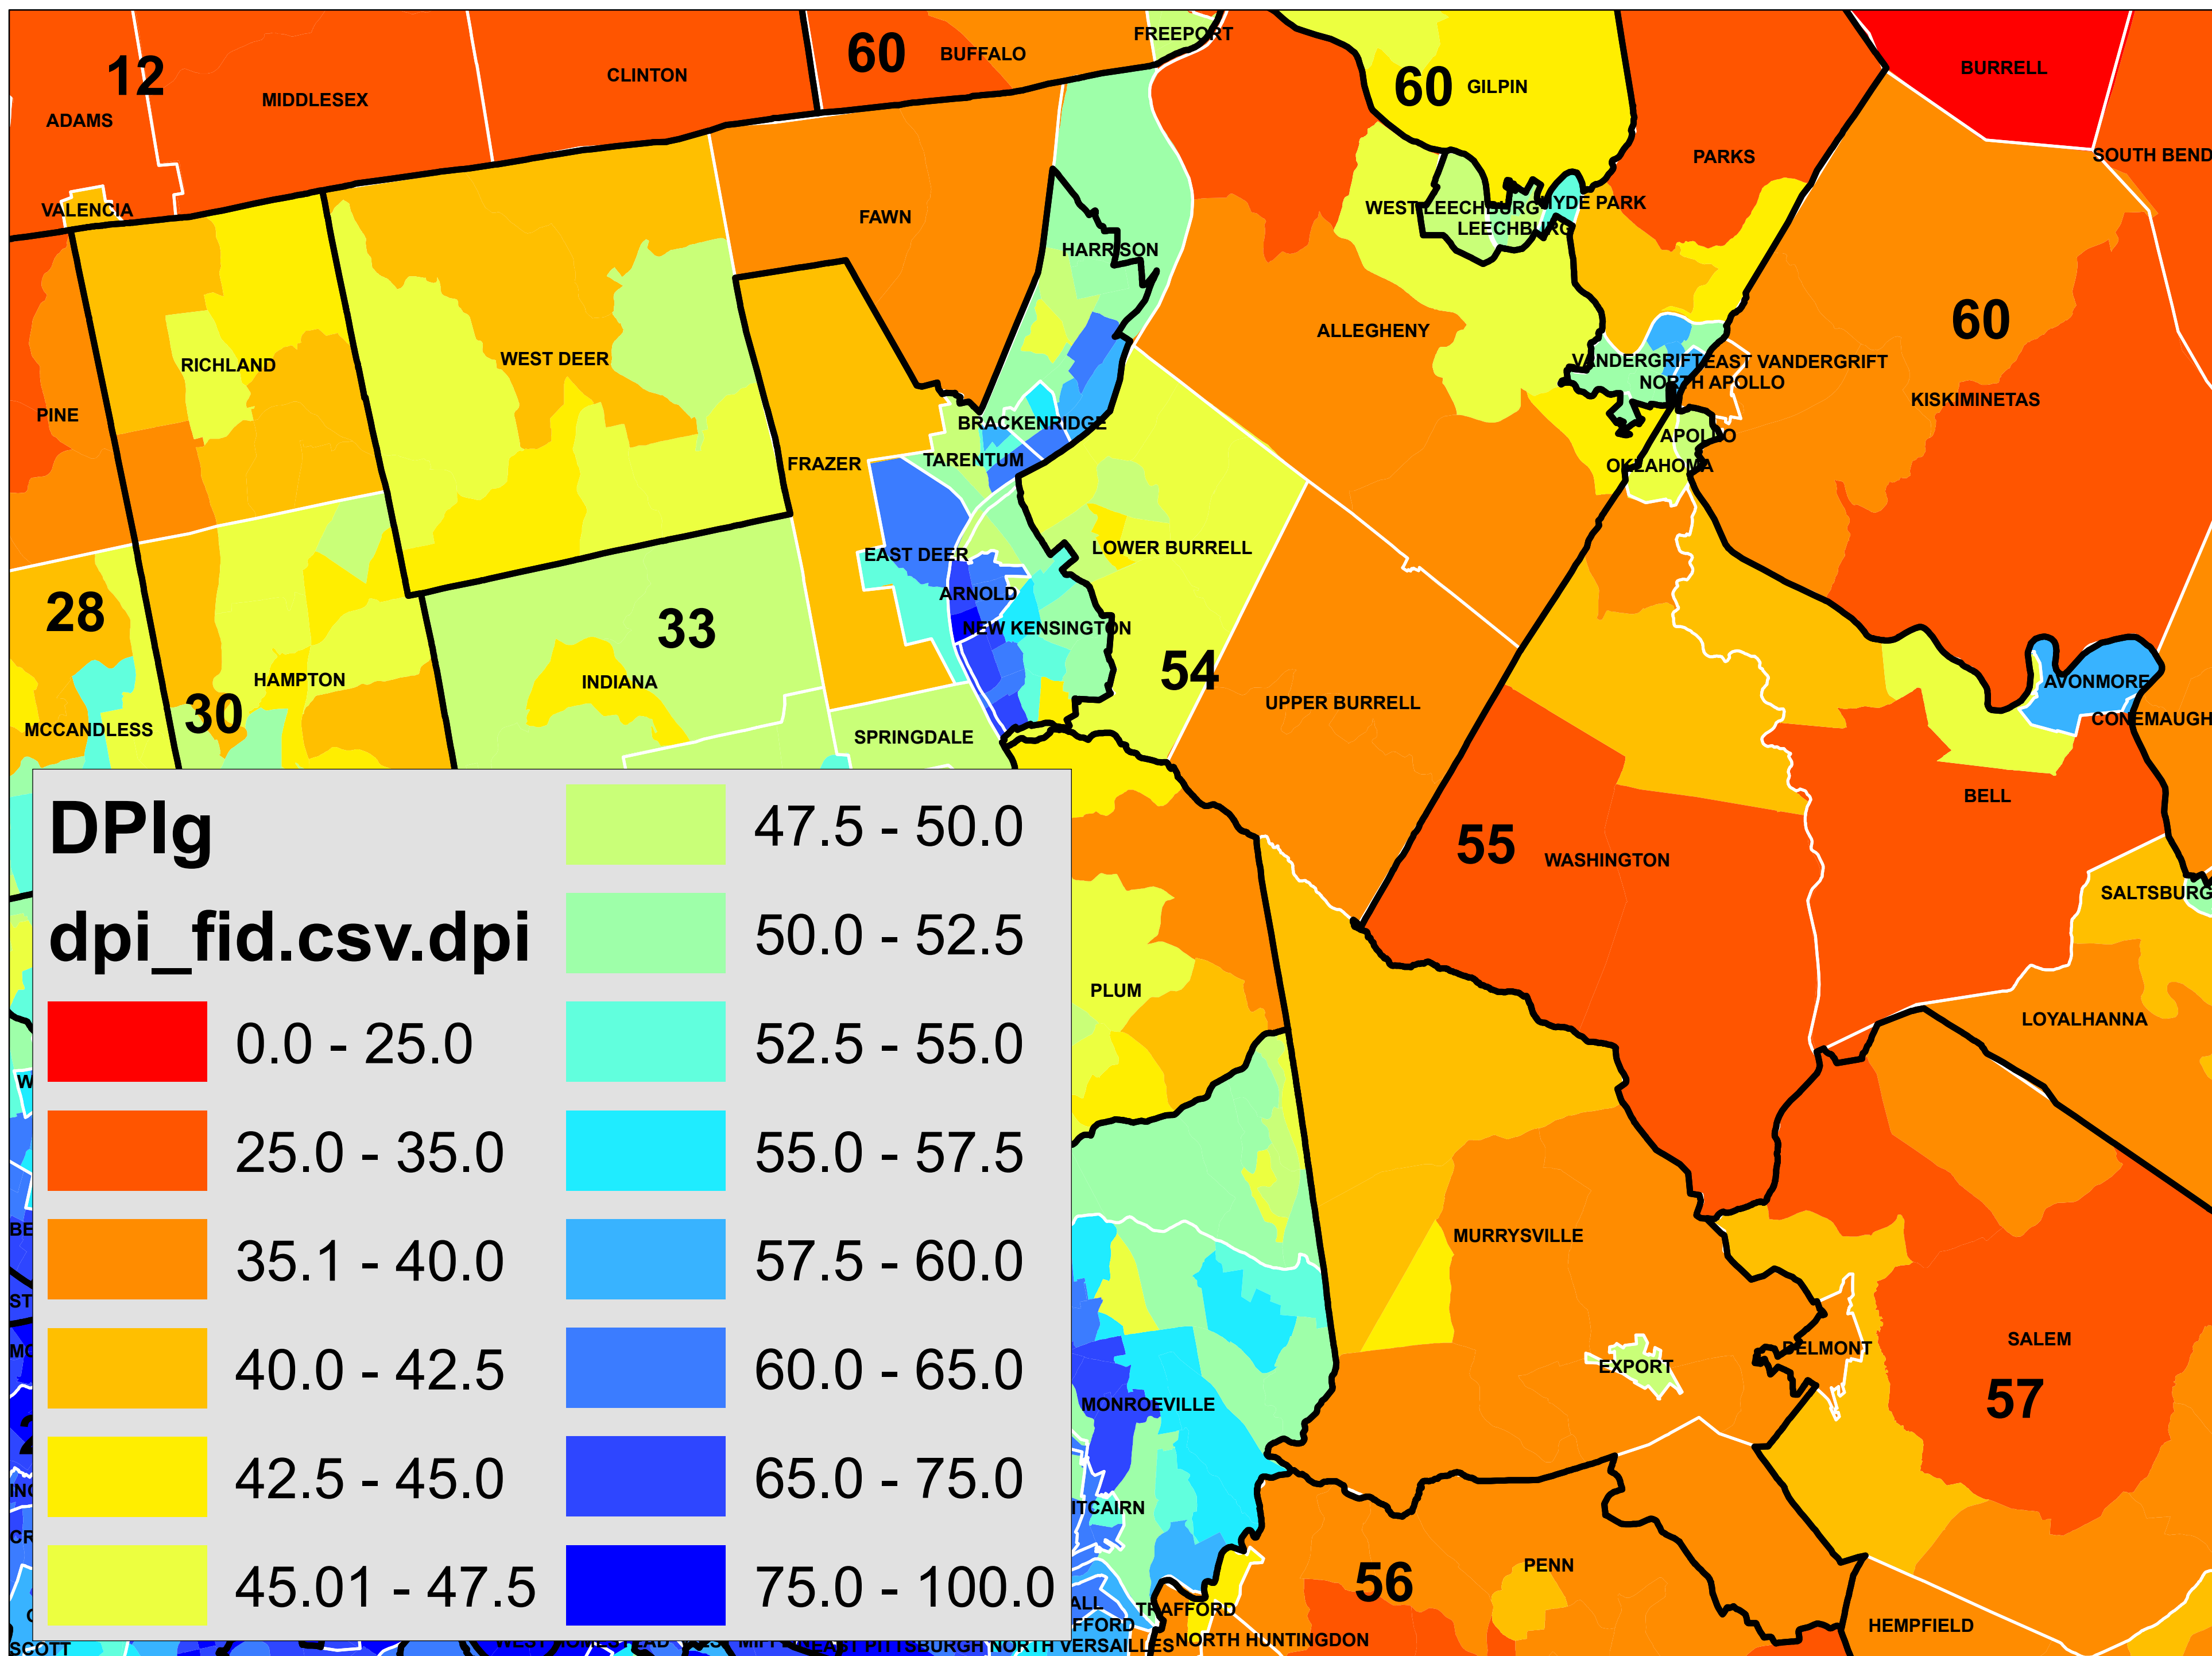 FREEPORT
12
60
BUFFALO
60
GILPIN
BURRELL
MIDDLESEX
CLINTON
ADAMS
PARKS
SOUTH BEND
VALENCIA
FAWN
WEST LEECHBURG
HYDE PARK
LEECHBURG
HARRISON
60
ALLEGHENY
RICHLAND
WEST DEER
VANDERGRIFT
EAST VANDERGRIFT
NORTH APOLLO
PINE
KISKIMINETAS
BRACKENRIDGE
APOLLO
FRAZER
TARENTUM
OKLAHOMA
EAST DEER
LOWER BURRELL
ARNOLD
28
33
NEW KENSINGTON
54
HAMPTON
INDIANA
AVONMORE
30
UPPER BURRELL
CONEMAUGH
MCCANDLESS
SPRINGDALE
BELL
55
WASHINGTON
SALTSBURG
PLUM
LOYALHANNA
MURRYSVILLE
DELMONT
SALEM
EXPORT
57
MONROEVILLE
ITCAIRN
56
PENN
TRAFFORD
ALL
FFORD
HEMPFIELD
NORTH HUNTINGDON
NORTH VERSAILLES
EAST PITTSBURGH
SCOTT
DPIg
dpi_fid.csv.dpi
0.0 - 25.0
25.0 - 35.0
35.1 - 40.0
40.0 - 42.5
42.5 - 45.0
45.01 - 47.5
47.5 - 50.0
50.0 - 52.5
52.5 - 55.0
55.0 - 57.5
57.5 - 60.0
60.0 - 65.0
65.0 - 75.0
75.0 - 100.0